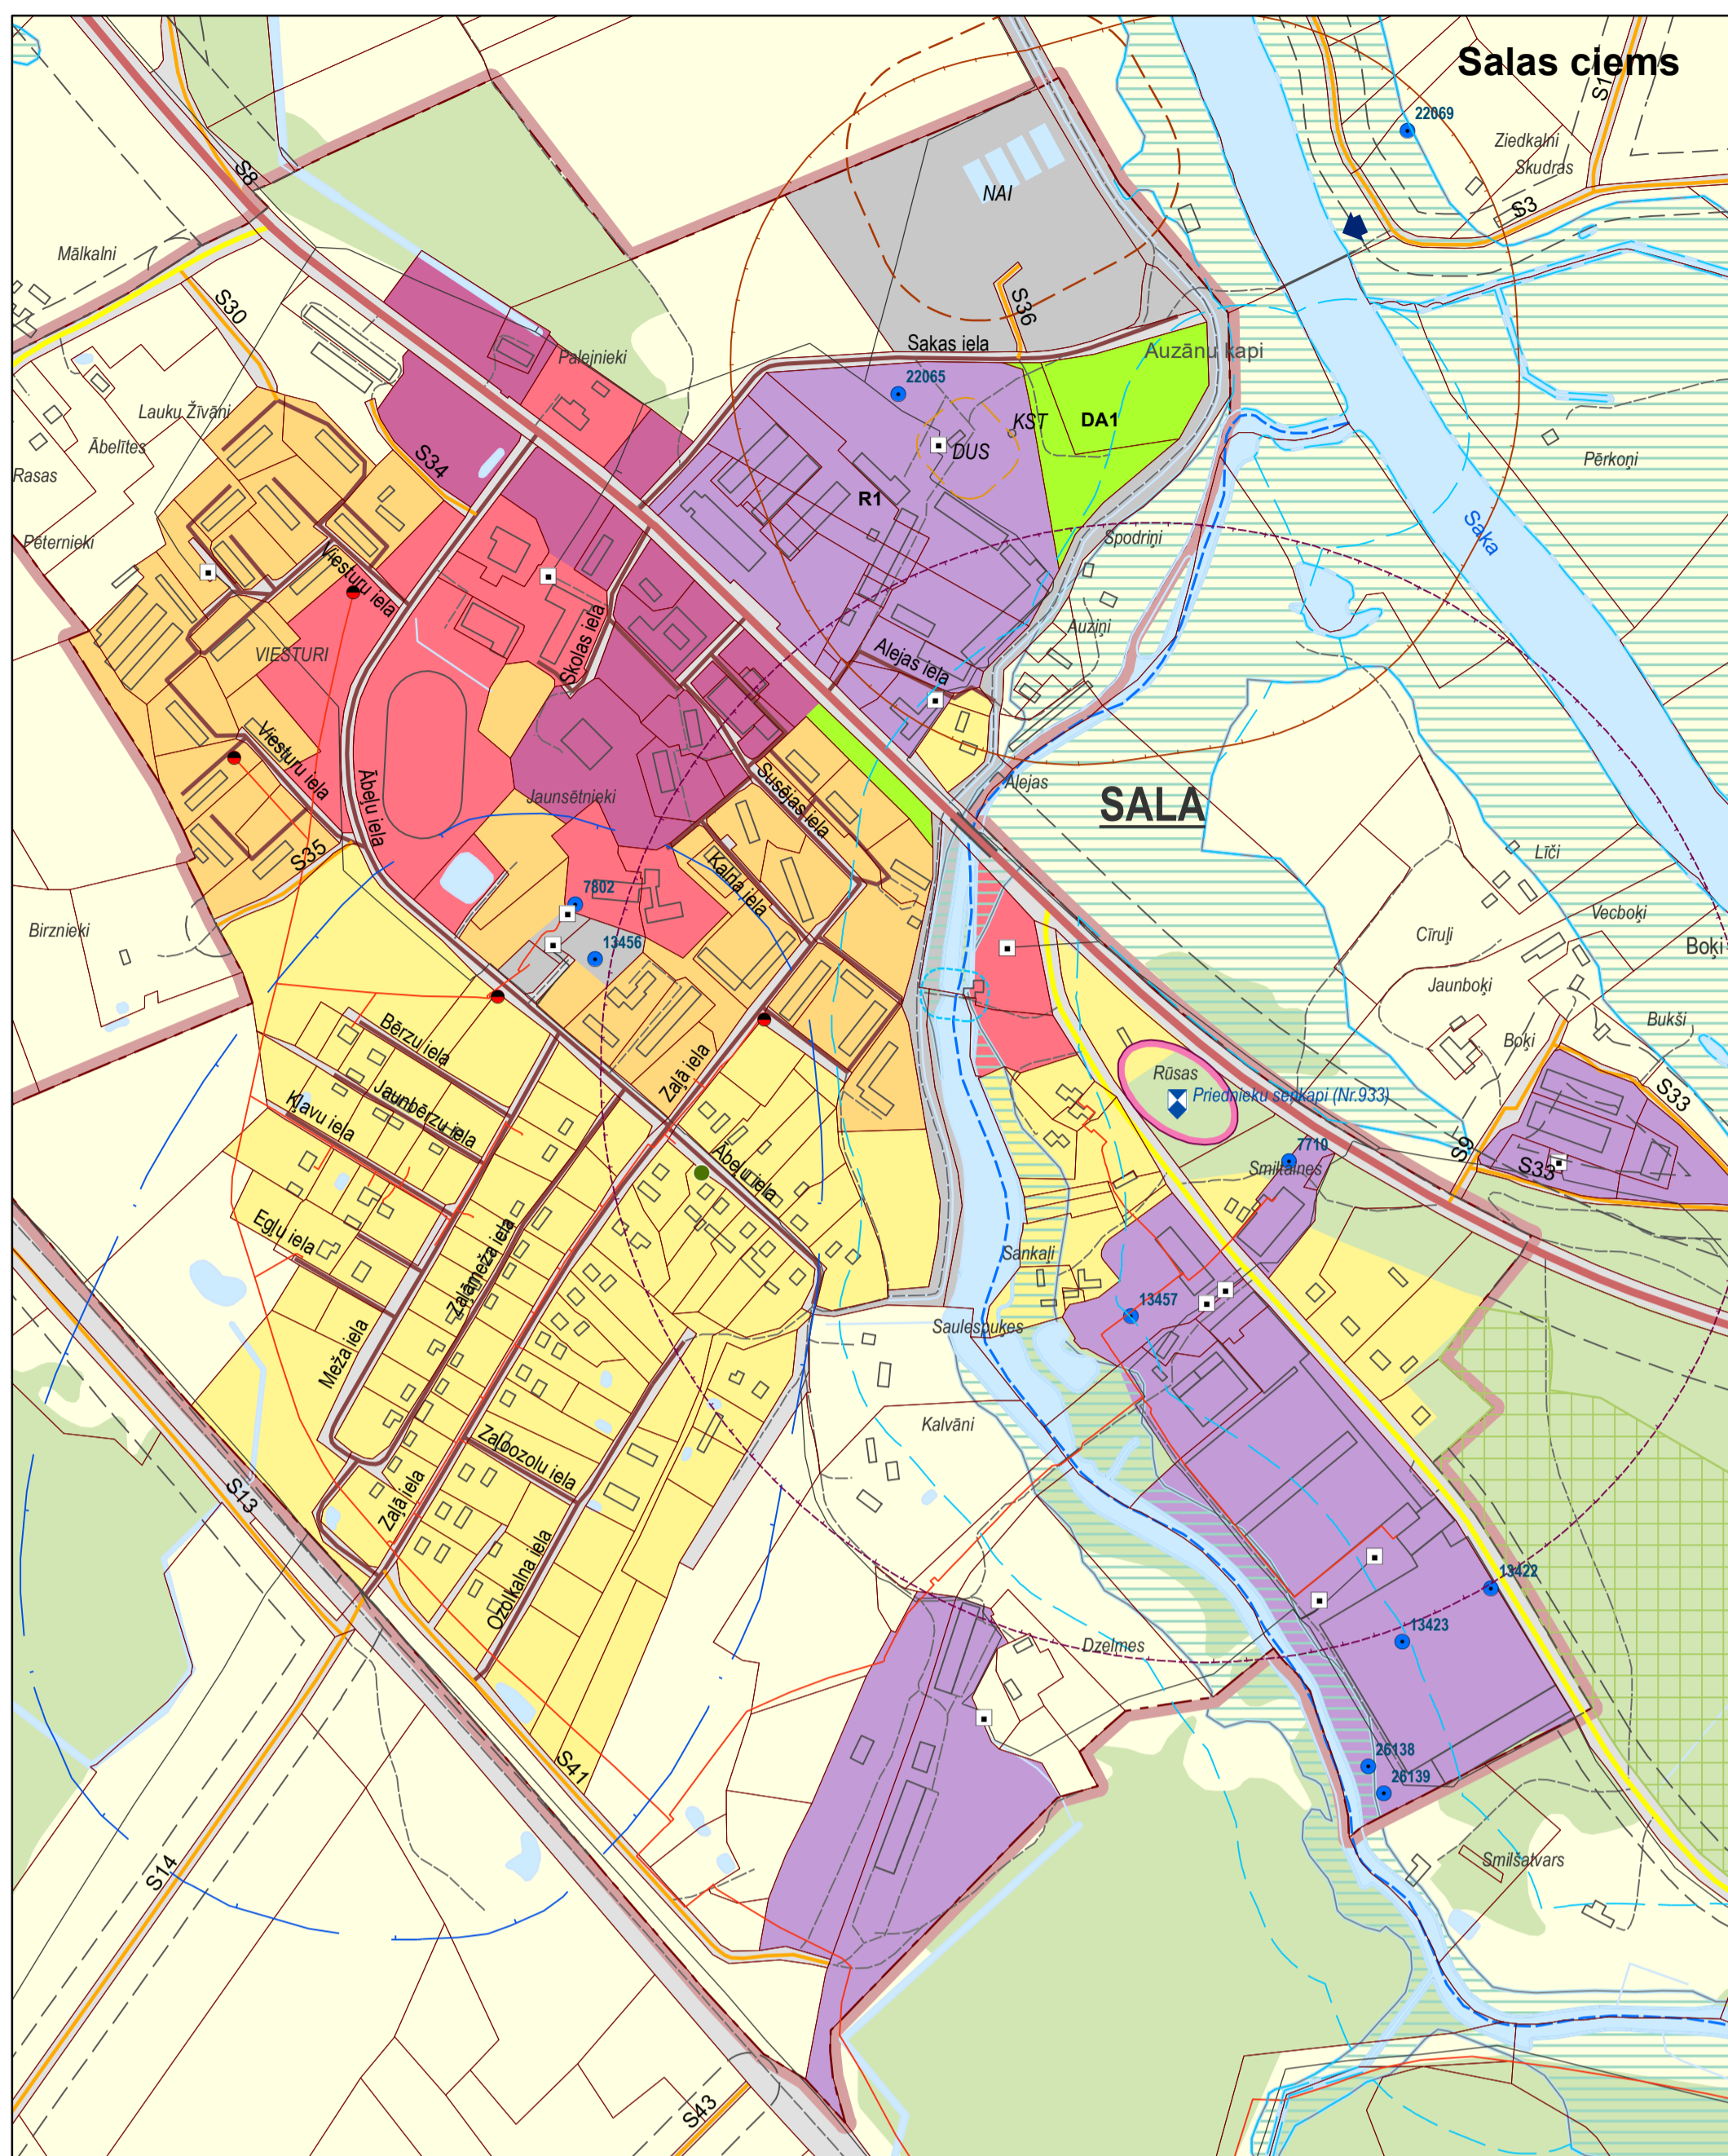 Salas ciems
S1
22069
Ziedkalni
Skudras
S3
S8
NAI
Mālkalni
S30
S36
Sakas iela
Auzānu kapi
Palejnieki
22065
Lauku Žīvāni
Ābelītes
KST
DA1
DUS
Rasas
S34
R1
Pērkoņi
Pēternieki
Saka
Spodriņi
Viesturu iela
Auziņi
Skolas iela
VIESTURI
Alejas iela
Viesturu iela
Ābeļu iela
Susējas iela
Alejas
Jaunsētnieki
SALA
S35
Kalna iela
Līči
7802
Vecboķi
Birznieki
13456
Cīruļi
Boķi
Jaunboķi
Bērzu iela
Zaļā iela
Bukši
Boķi
Rūsas
Jaunbērzu iela
Kļavu iela
Priednieku senkapi (Nr.933)
S33
S9
7710
Ābeļu iela
Smilkalnes
S33
Egļu iela
Zaļāmeža iela
Sankaļi
13457
Saulespuķes
Meža iela
Kalvāni
Zaļoozolu iela
S13
Zaļā iela
Ozolkalna iela
13422
13423
Dzelmes
S41
26138
26139
S14
Smilšatvars
S43